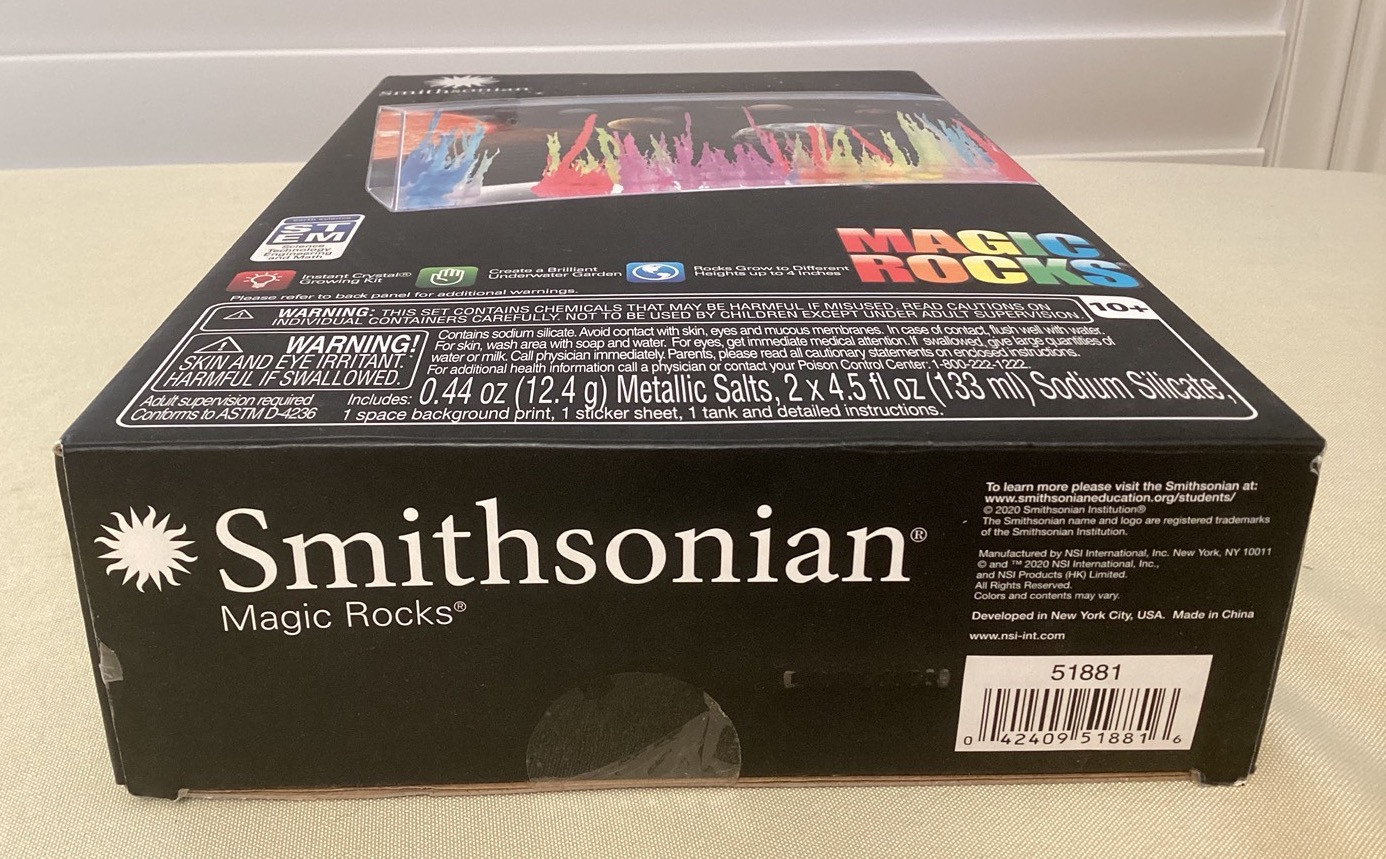 Smithsonian
MAGIC
ROCKS
ST
EM
Science
Technology
Engineering
and Math
Instant Crystal®
Growing Kit
Create a Brilliant
Underwater Garden
Rocks Grow to Different
Heights up to 4 Inches
Please refer to back panel for additional warnings.
10+
WARNING: THIS SET CONTAINS CHEMICALS THAT MAY BE HARMFUL IF MISUSED. READ CAUTIONS ON
INDIVIDUAL CONTAINERS CAREFULLY. NOT TO BE USED BY CHILDREN EXCEPT UNDER ADULT SUPERVISION.
WARNING!
SKIN AND EYE IRRITANT.
HARMFUL IF SWALLOWED.
Contains sodium silicate. Avoid contact with skin, eyes and mucous membranes. In case of contact, flush well with water.
For skin, wash area with soap and water. For eyes, get immediate medical attention. If swallowed, give large quantities of
water or milk. Call physician immediately. Parents, please read all cautionary statements on enclosed instructions.
For additional health information call a physician or contact your Poison Control Center: 1-800-222-1222.
Adult supervision required
Conforms to ASTM D-4236
Includes: 0.44 oz (12.4 g) Metallic Salts, 2 x 4.5 fl oz (133 ml) Sodium Silicate,
1 space background print, 1 sticker sheet, 1 tank and detailed instructions.
Smithsonian®
Magic Rocks®
To learn more please visit the Smithsonian at:
www.smithsonianeducation.org/students/
© 2020 Smithsonian Institution®
The Smithsonian name and logo are registered trademarks
of the Smithsonian Institution.
Manufactured by NSI International, Inc. New York, NY 10011
© and ™ 2020 NSI International, Inc.,
and NSI Products (HK) Limited.
All Rights Reserved.
Colors and contents may vary.
Developed in New York City, USA. Made in China
www.nsi-int.com
51881
0 42409 51881 6